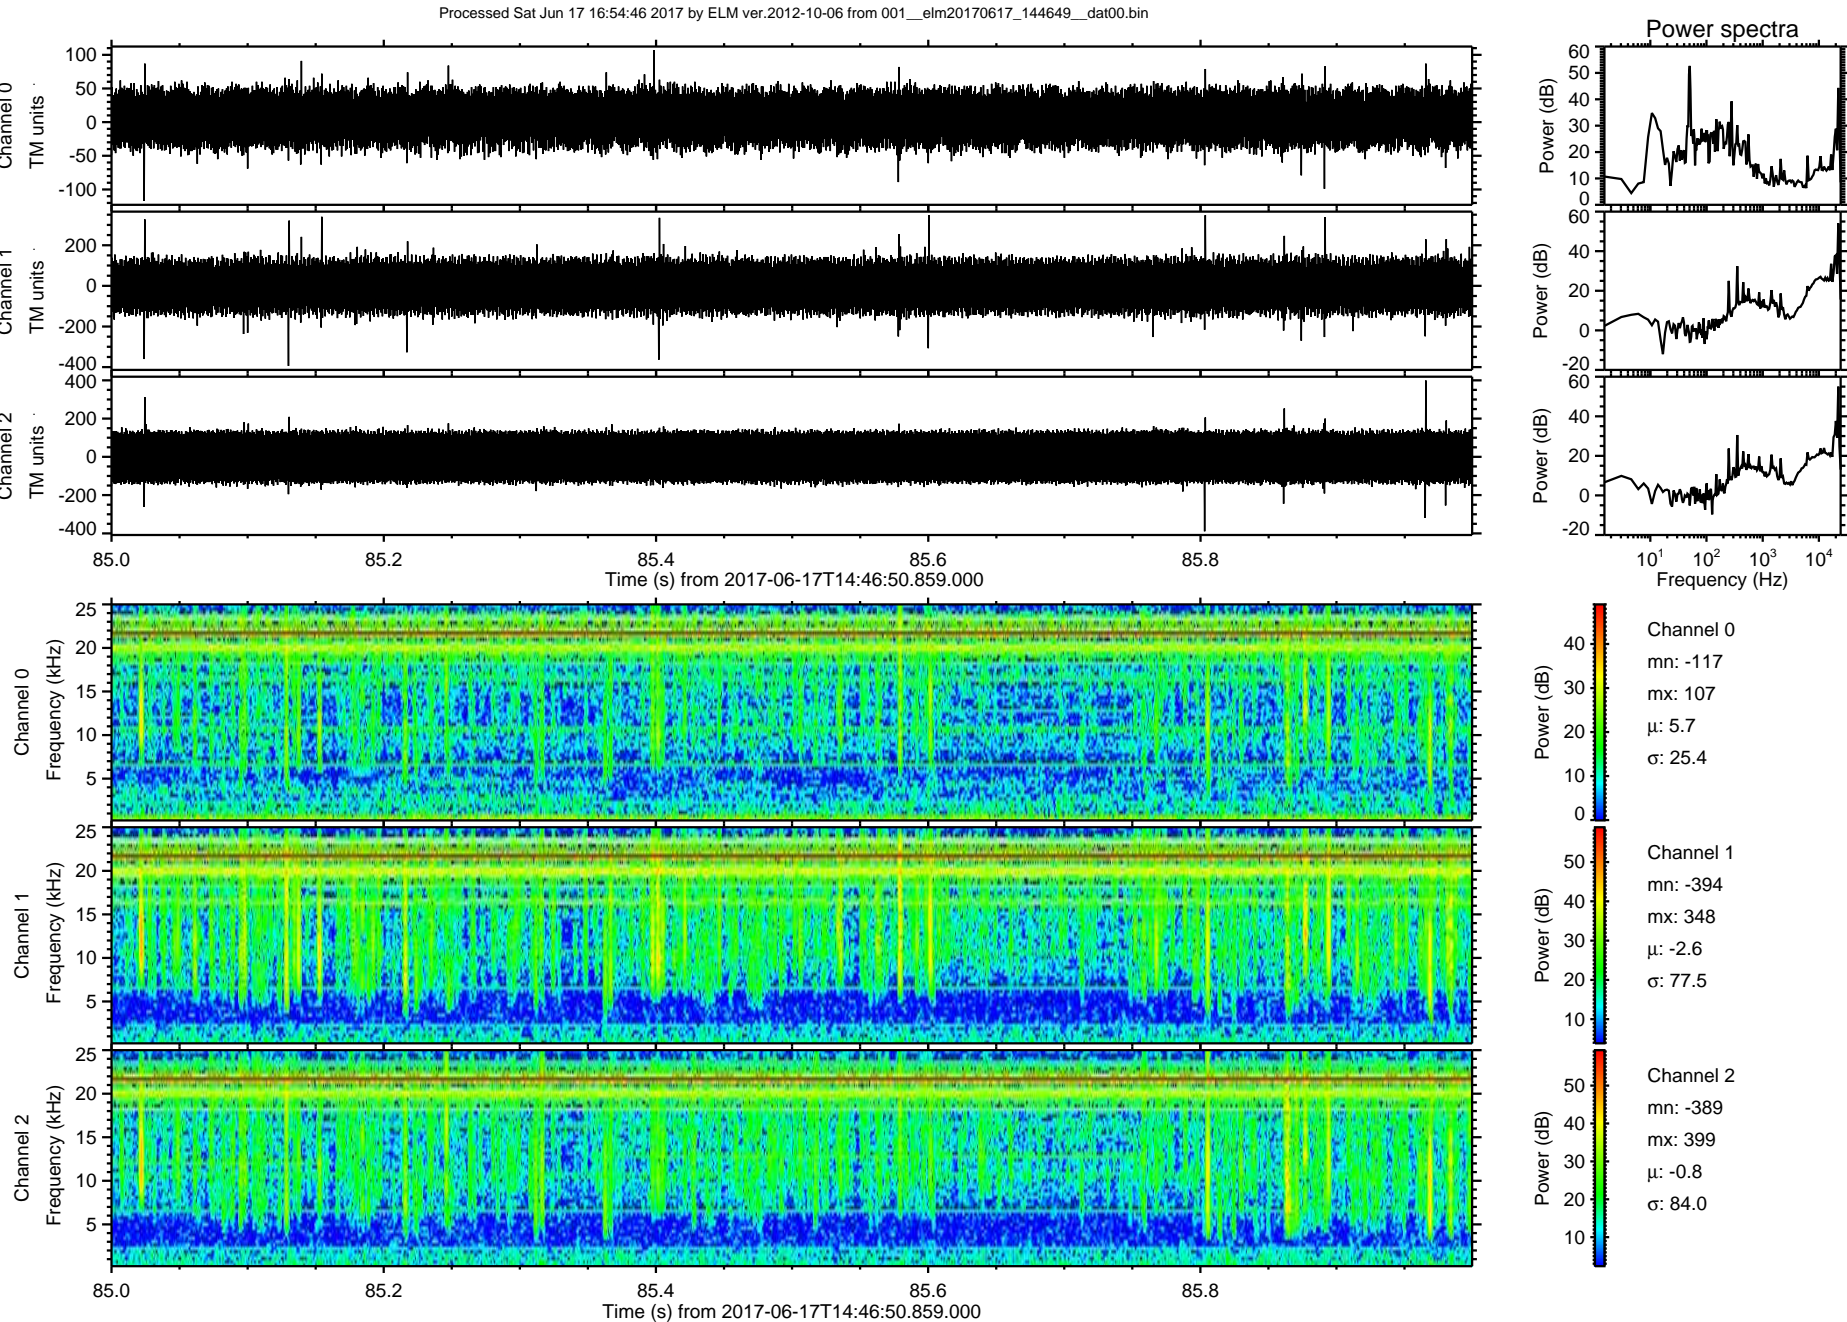 Processed Sat Jun 17 16:54:46 2017 by ELM ver.2012-10-06 from 001__elm20170617_144649__dat00.bin
Power spectra
Channel 0
TM units
100
50
0
-50
-100
Power (dB)
60
50
40
30
20
10
0
Channel 1
TM units
200
0
-200
-400
Power (dB)
60
40
20
0
-20
Channel 2
TM units
400
200
0
-200
-400
Power (dB)
60
40
20
0
-20
85.0 85.2 85.4 85.6 85.8
Time (s) from 2017-06-17T14:46:50.859.000
10^1 10^2 10^3 10^4
Frequency (Hz)
Channel 0
Frequency (kHz)
25
20
15
10
5
Power (dB)
40
30
20
10
0
Channel 0
mn: -117
mx: 107
μ: 5.7
σ: 25.4
Channel 1
Frequency (kHz)
25
20
15
10
5
Power (dB)
50
40
30
20
10
Channel 1
mn: -394
mx: 348
μ: -2.6
σ: 77.5
Channel 2
Frequency (kHz)
25
20
15
10
5
Power (dB)
50
40
30
20
10
Channel 2
mn: -389
mx: 399
μ: -0.8
σ: 84.0
85.0 85.2 85.4 85.6 85.8
Time (s) from 2017-06-17T14:46:50.859.000